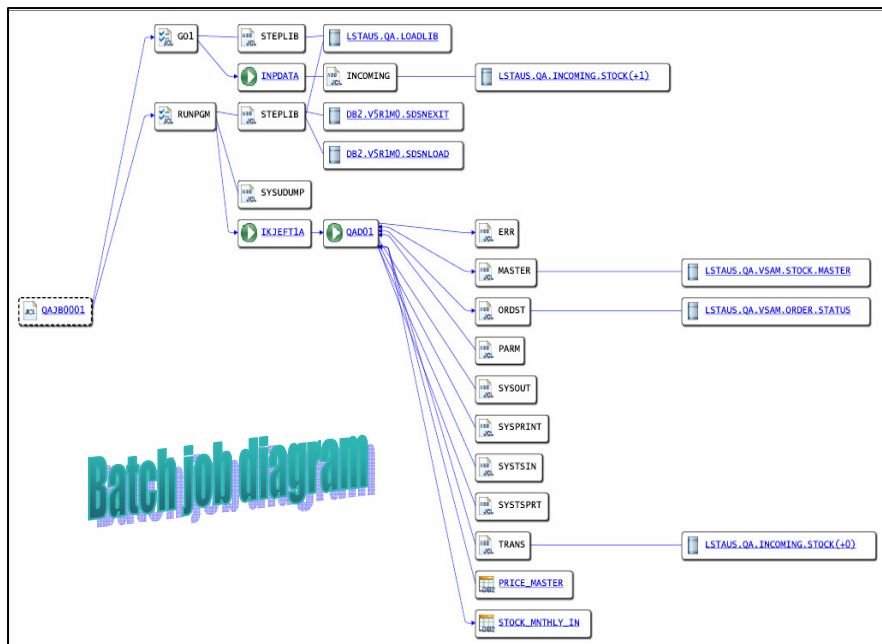 GO1
STEPLIB
LSTAUS.QA.LOADLIB
INPDATA
INCOMING
LSTAUS.QA.INCOMING.STOCK(+1)
RUNPGM
STEPLIB
DB2.V5R1M0.SDSNEXIT
DB2.V5R1M0.SDSNLOAD
SYSUDUMP
IKJEFT1A
QAD01
ERR
MASTER
LSTAUS.QA.VSAM.STOCK.MASTER
QAJB0001
ORDST
LSTAUS.QA.VSAM.ORDER.STATUS
PARM
SYSOUT
SYSPRINT
SYSTSIN
SYSTSPRT
TRANS
LSTAUS.QA.INCOMING.STOCK(+0)
PRICE_MASTER
STOCK_MNTHLY_IN
Batch job diagram